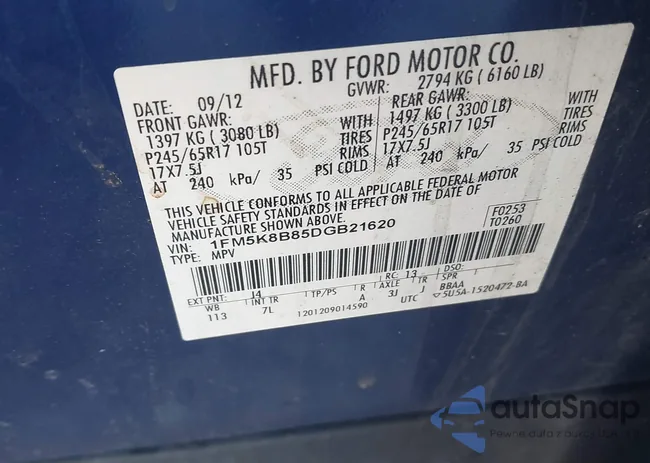 MFD. BY FORD MOTOR CO.
DATE: 09/12 GVWR: 2794 KG ( 6160 LB)
FRONT GAWR: REAR GAWR:
1397 KG ( 3080 LB) WITH 1497 KG ( 3300 LB) WITH
P245/65R17 105T TIRES P245/65R17 105T TIRES
17X7.5J RIMS 17X7.5J RIMS
AT 240 kPa/ 35 PSI COLD AT 240 kPa/ 35 PSI COLD
THIS VEHICLE CONFORMS TO ALL APPLICABLE FEDERAL MOTOR
VEHICLE SAFETY STANDARDS IN EFFECT ON THE DATE OF
MANUFACTURE SHOWN ABOVE.
VIN: 1FM5K8B85DGB21620 F0253
TYPE: MPV T0260
EXT PNT: J4 RC: 13 DSO:
WB INT TR TP/PS R AXLE TR
113 7L A 3J J BBAA
1201209014590 UTC 5U5A-1520472-BA
autaSnap